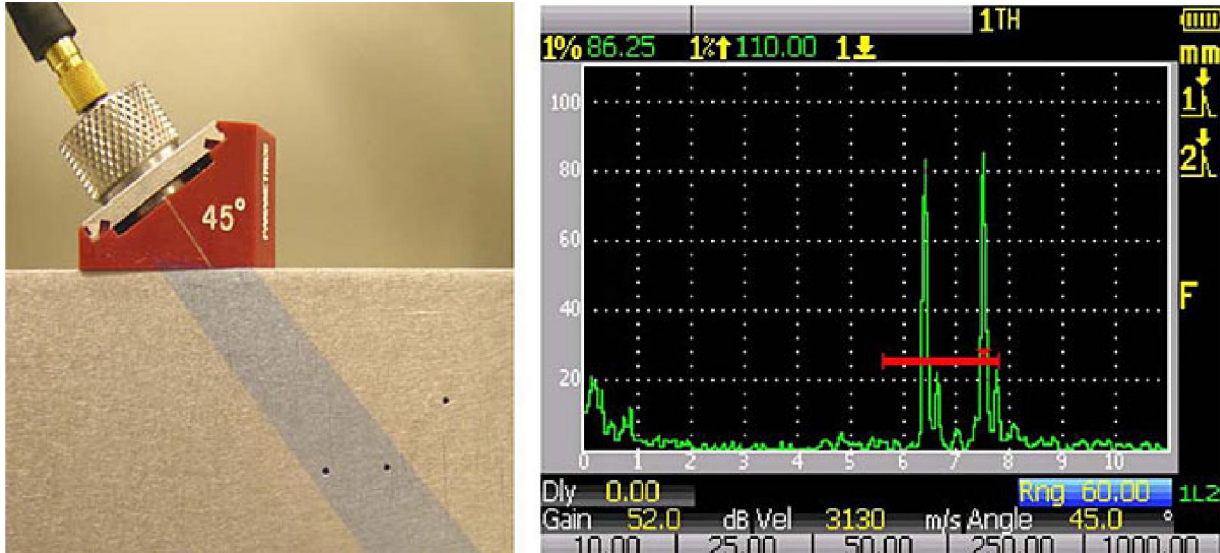 45°
PANAMETRICS
1TH
1% 86.25 1%↑ 110.00 1
mm
100
80
60
40
20
1
2
F
0 1 2 3 4 5 6 7 8 9 10
Dly 0.00 Rng 60.00 1L2
Gain 52.0 dB Vel 3130 m/s Angle 45.0 °
10.00 25.00 50.00 250.00 1000.00